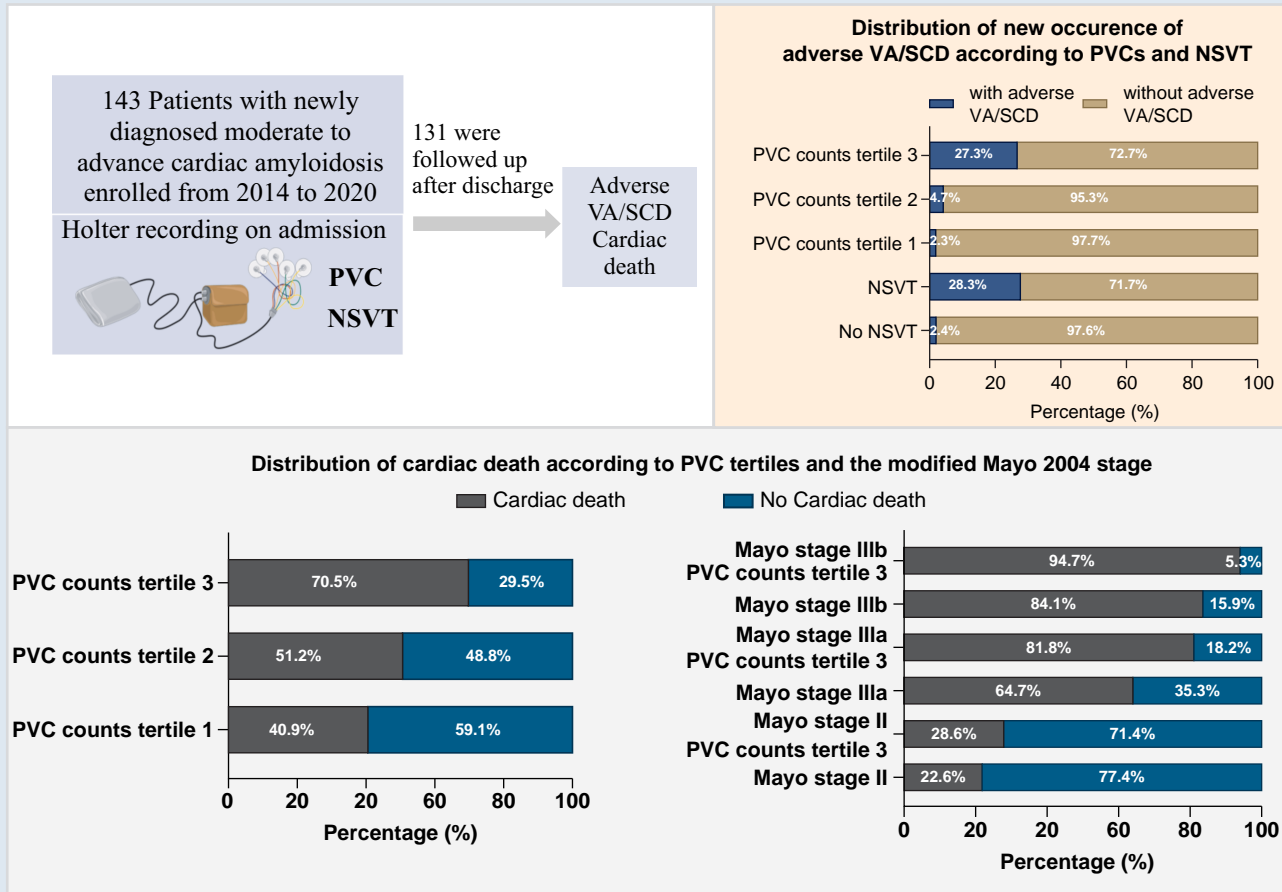 143 Patients with newly
diagnosed moderate to
advance cardiac amyloidosis
enrolled from 2014 to 2020
Holter recording on admission
PVC
NSVT
131 were
followed up
after discharge
Adverse
VA/SCD
Cardiac
death
Distribution of new occurence of
adverse VA/SCD according to PVCs and NSVT
with adverse
VA/SCD
without adverse
VA/SCD
PVC counts tertile 3 27.3% 72.7%
PVC counts tertile 2 4.7% 95.3%
PVC counts tertile 1 2.3% 97.7%
NSVT 28.3% 71.7%
No NSVT 2.4% 97.6%
0 20 40 60 80 100
Percentage (%)
Distribution of cardiac death according to PVC tertiles and the modified Mayo 2004 stage
Cardiac death No Cardiac death
PVC counts tertile 3 70.5% 29.5%
PVC counts tertile 2 51.2% 48.8%
PVC counts tertile 1 40.9% 59.1%
0 20 20 60 80 100
Percentage (%)
Mayo stage IIIb
PVC counts tertile 3 94.7% 5.3%
Mayo stage IIIb 84.1% 15.9%
Mayo stage IIIa
PVC counts tertile 3 81.8% 18.2%
Mayo stage IIIa 64.7% 35.3%
Mayo stage II
PVC counts tertile 3 28.6% 71.4%
Mayo stage II 22.6% 77.4%
0 20 20 60 80 100
Percentage (%)